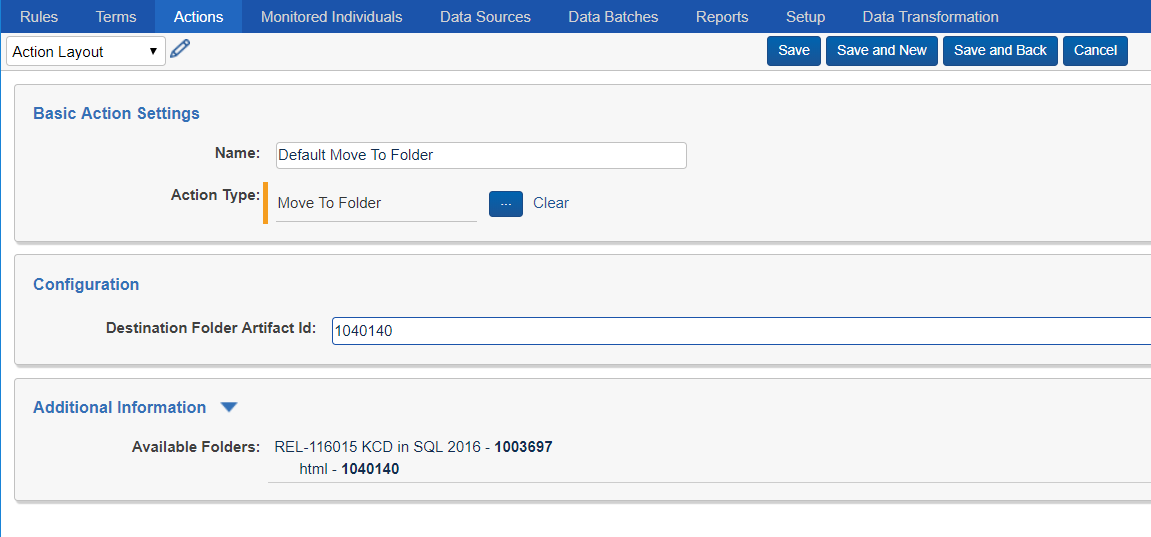 Rules Terms Actions Monitored Individuals Data Sources Data Batches Reports Setup Data Transformation
Action Layout Save Save and New Save and Back Cancel
Basic Action Settings
Name: Default Move To Folder
Action Type: Move To Folder ... Clear
Configuration
Destination Folder Artifact Id: 1040140
Additional Information
Available Folders: REL-116015 KCD in SQL 2016 - 1003697
html - 1040140